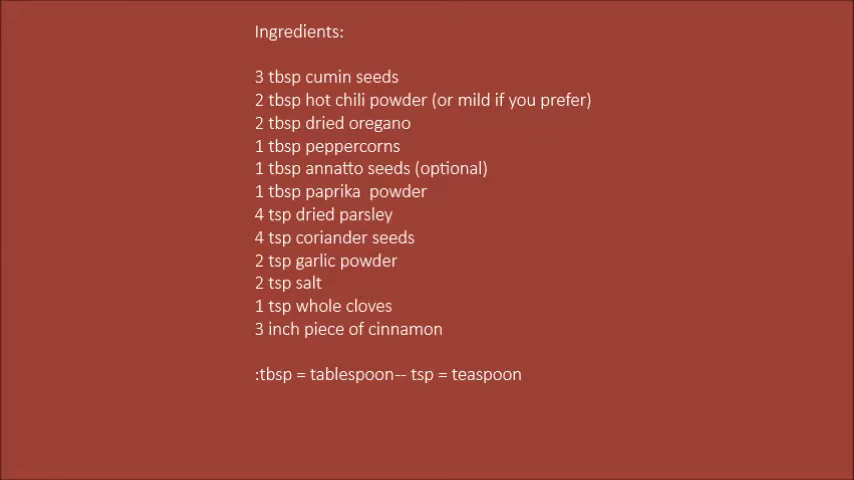 Ingredients:
3 tbsp cumin seeds
2 tbsp hot chili powder (or mild if you prefer)
2 tbsp dried oregano
1 tbsp peppercorns
1 tbsp annatto seeds (optional)
1 tbsp paprika  powder
4 tsp dried parsley
4 tsp coriander seeds
2 tsp garlic powder
2 tsp salt
1 tsp whole cloves
3 inch piece of cinnamon
:tbsp = tablespoon-- tsp = teaspoon